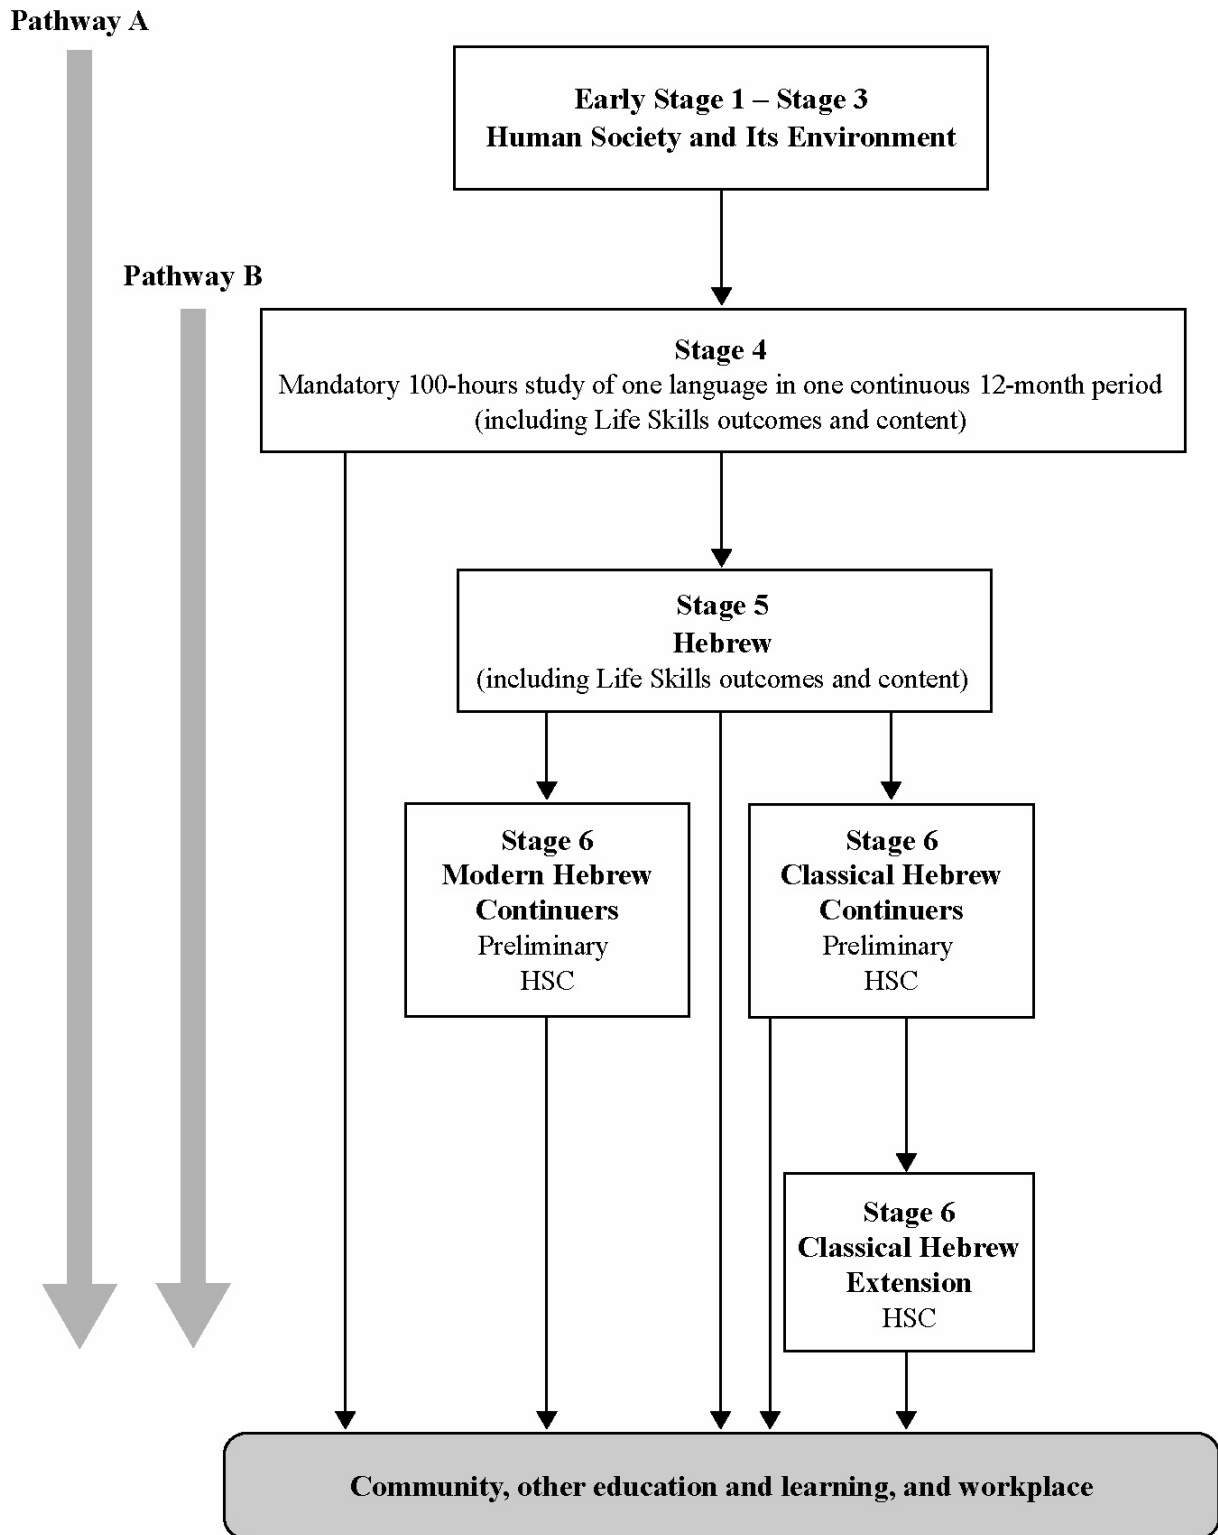 Pathway A
Early Stage 1 – Stage 3
Human Society and Its Environment
Pathway B
Stage 4
Mandatory 100-hours study of one language in one continuous 12-month period
(including Life Skills outcomes and content)
Stage 5
Hebrew
(including Life Skills outcomes and content)
Stage 6
Modern Hebrew
Continuers
Preliminary
HSC
Stage 6
Classical Hebrew
Continuers
Preliminary
HSC
Stage 6
Classical Hebrew
Extension
HSC
Community, other education and learning, and workplace